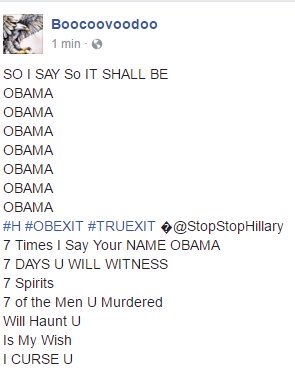 Boocoovoodoo
1 min ·
SO I SAY So IT SHALL BE
OBAMA
OBAMA
OBAMA
OBAMA
OBAMA
OBAMA
OBAMA
#H #OBEXIT #TRUEXIT �@StopStopHillary
7 Times I Say Your NAME OBAMA
7 DAYS U WILL WITNESS
7 Spirits
7 of the Men U Murdered
Will Haunt U
Is My Wish
I CURSE U